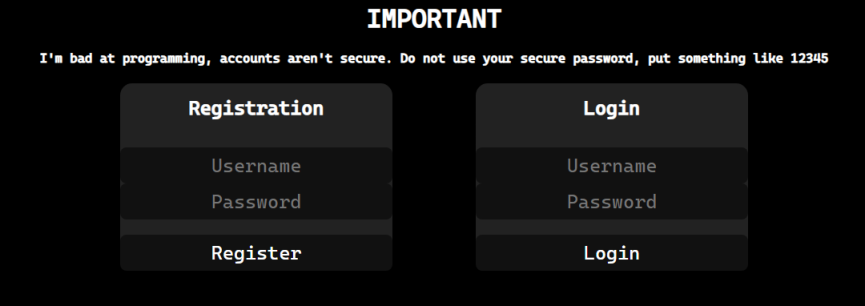 IMPORTANT
I'm bad at programming, accounts aren't secure. Do not use your secure password, put something like 12345
Registration
Username
Password
Register
Login
Username
Password
Login